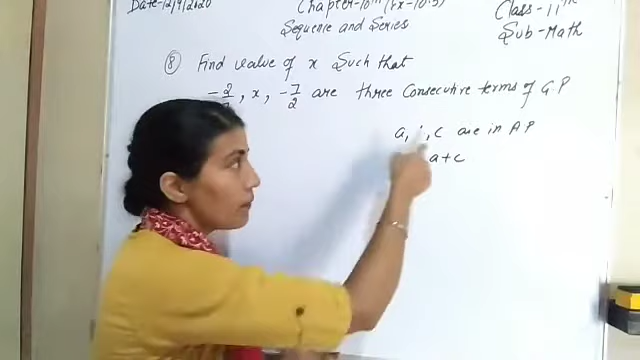 Date-12/9/2020 Chapter-10th (Ex-10.3) Class-11th
Sequence and Series Sub-Math
⑧ Find value of x Such that
-2/7, x, -7/2 are three Consecutive terms of G.P
a, , c are in A P
a+c